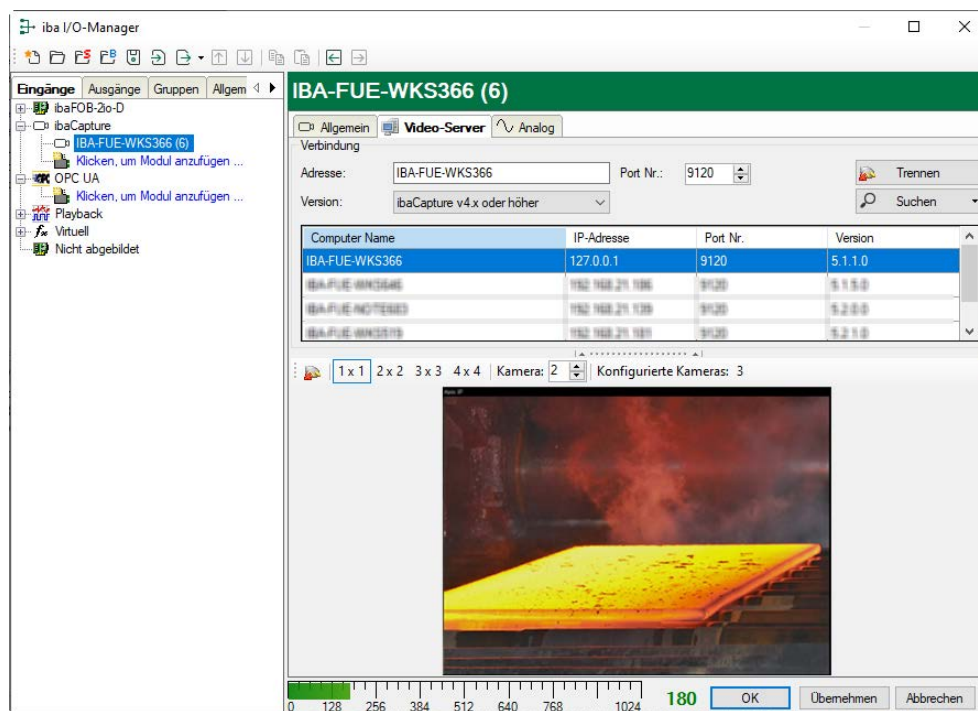 iba I/O-Manager
Eingänge Ausgänge Gruppen Allgem
ibaFOB-2io-D
ibaCapture
IBA-FUE-WKS366 (6)
Klicken, um Modul anzufügen ...
OPC UA
Klicken, um Modul anzufügen ...
Playback
fx Virtuell
Nicht abgebildet
IBA-FUE-WKS366 (6)
Allgemein Video-Server Analog
Verbindung
Adresse: IBA-FUE-WKS366 Port Nr.: 9120 Trennen
Version: ibaCapture v4.x oder höher Suchen
Computer Name IP-Adresse Port Nr. Version
IBA-FUE-WKS366 127.0.0.1 9120 5.1.1.0
1 x 1 2 x 2 3 x 3 4 x 4 Kamera: 2 Konfigurierte Kameras: 3
0 128 256 384 512 640 768 1024 180 OK Übernehmen Abbrechen